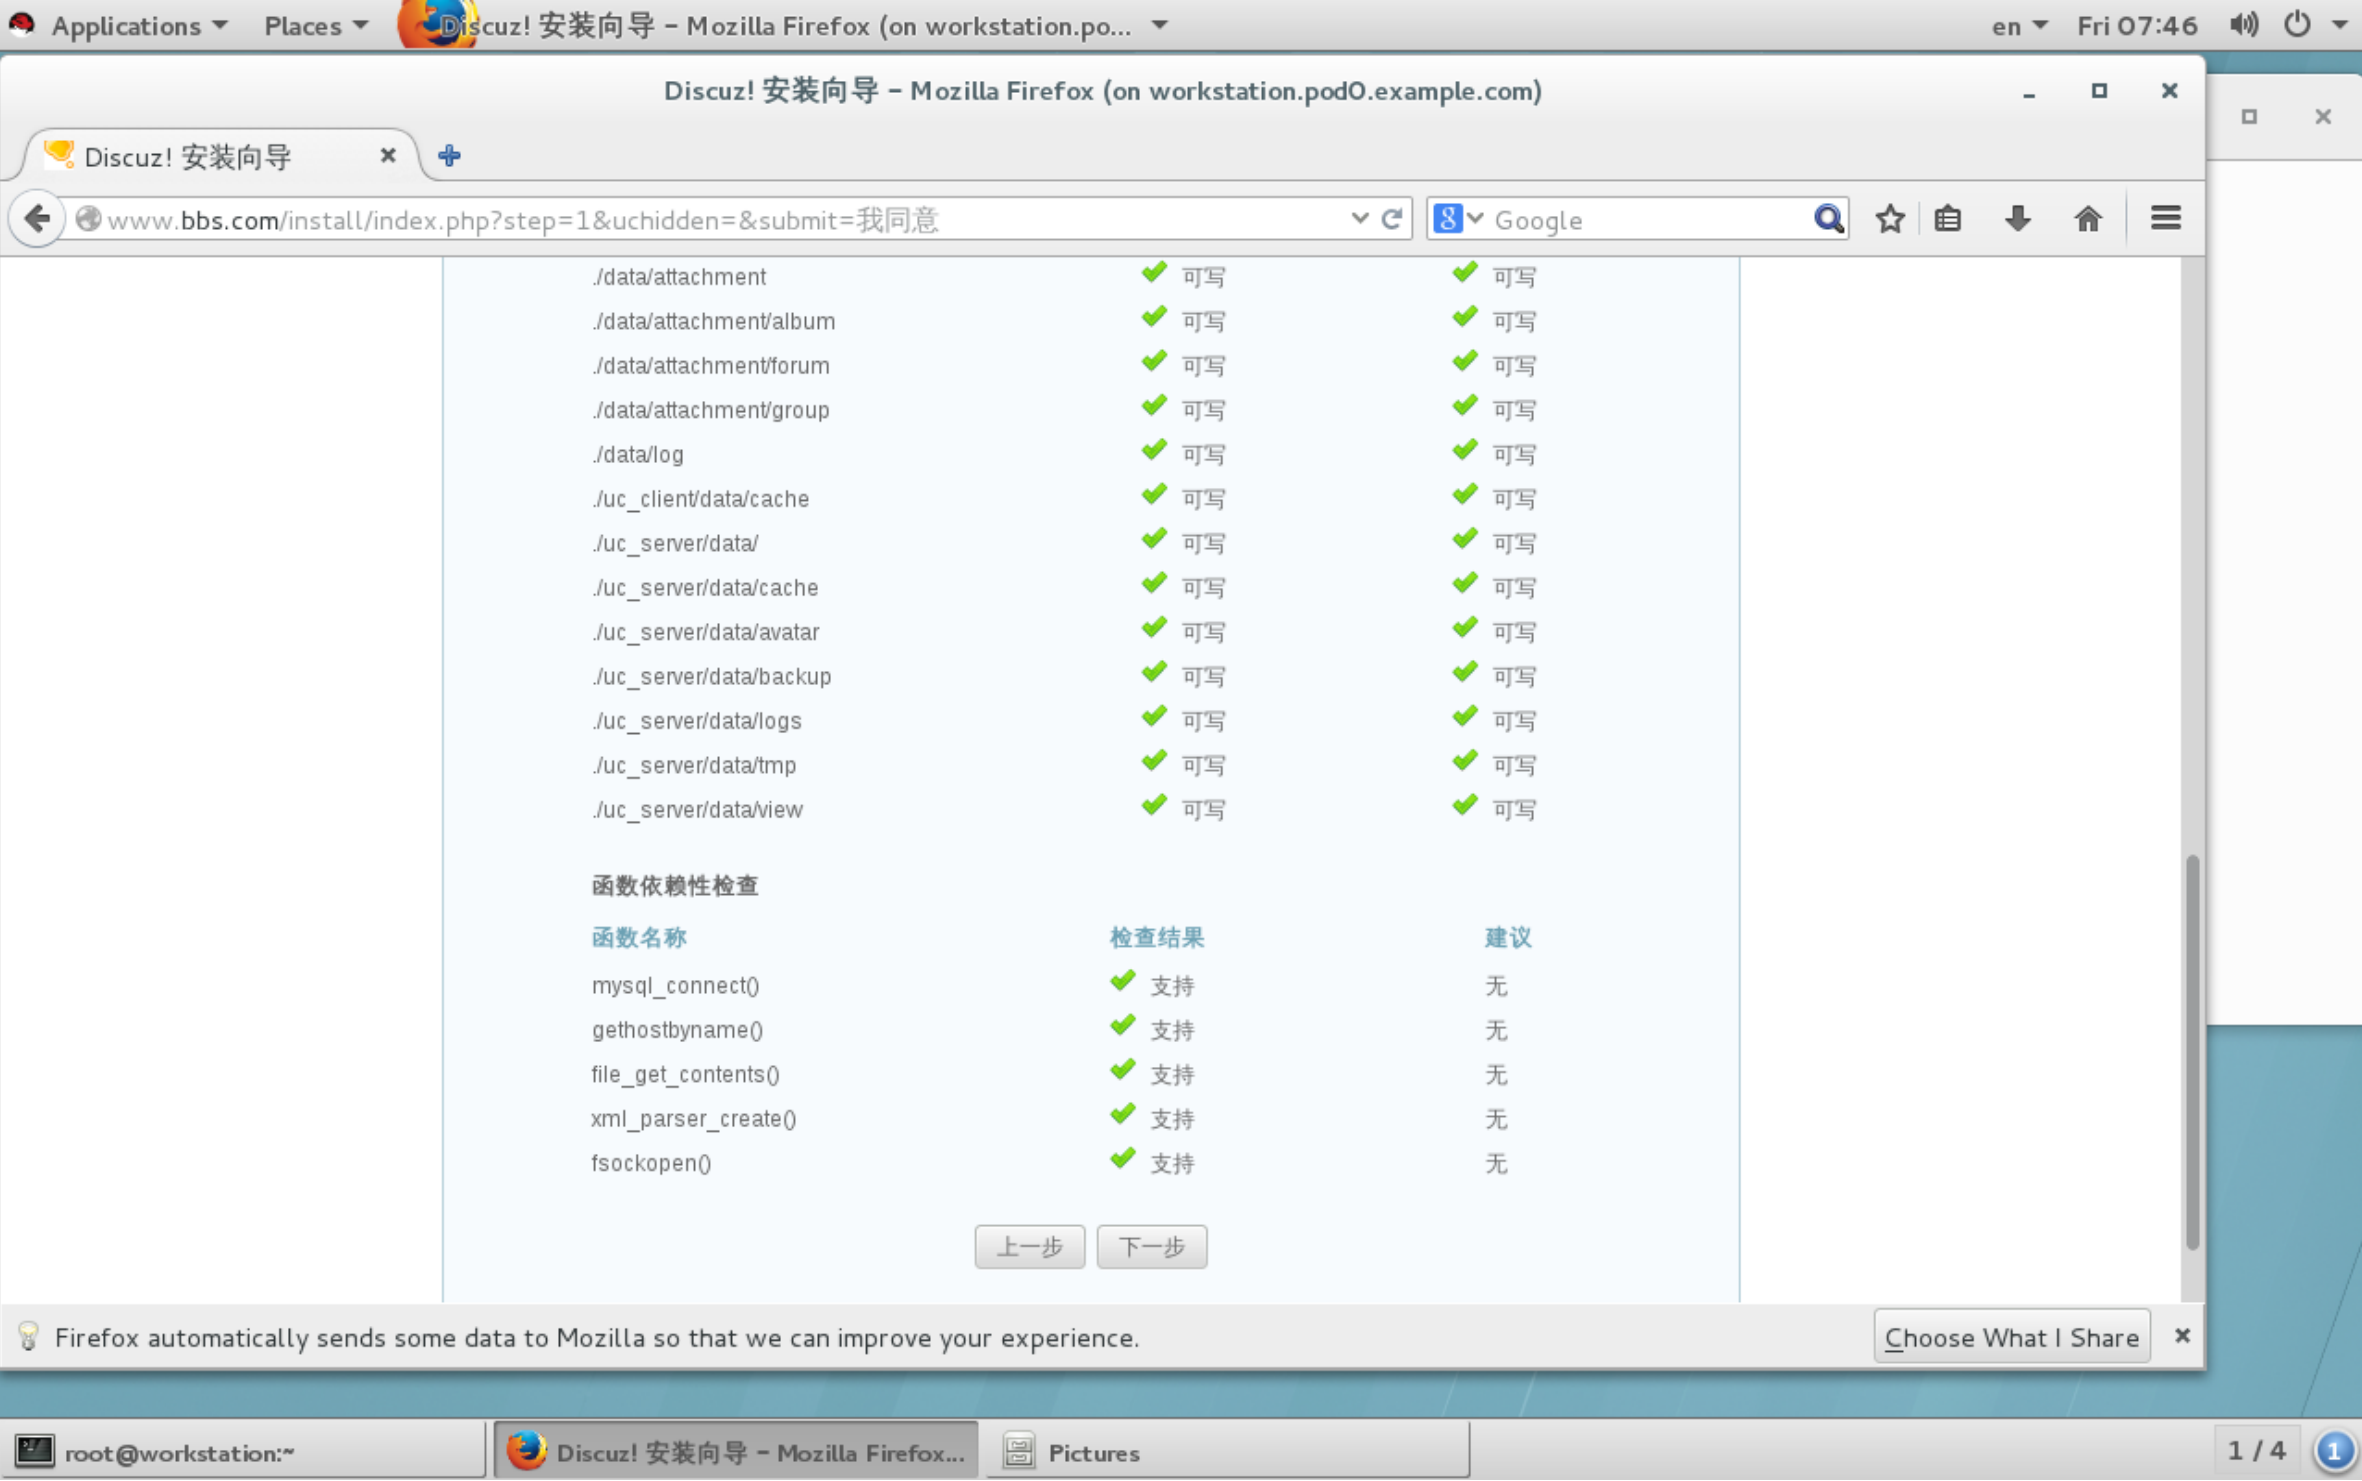 Applications Places Discuz! 安装向导 – Mozilla Firefox (on workstation.po... en Fri 07:46
Discuz! 安装向导 – Mozilla Firefox (on workstation.pod0.example.com)
Discuz! 安装向导
www.bbs.com/install/index.php?step=1&uchidden=&submit=我同意 8 Google
./data/attachment 可写 可写
./data/attachment/album 可写 可写
./data/attachment/forum 可写 可写
./data/attachment/group 可写 可写
./data/log 可写 可写
./uc_client/data/cache 可写 可写
./uc_server/data/ 可写 可写
./uc_server/data/cache 可写 可写
./uc_server/data/avatar 可写 可写
./uc_server/data/backup 可写 可写
./uc_server/data/logs 可写 可写
./uc_server/data/tmp 可写 可写
./uc_server/data/view 可写 可写
函数依赖性检查
函数名称 检查结果 建议
mysql_connect() 支持 无
gethostbyname() 支持 无
file_get_contents() 支持 无
xml_parser_create() 支持 无
fsockopen() 支持 无
上一步 下一步
Firefox automatically sends some data to Mozilla so that we can improve your experience. Choose What I Share
root@workstation:~ Discuz! 安装向导 – Mozilla Firefox... Pictures 1 / 4 1